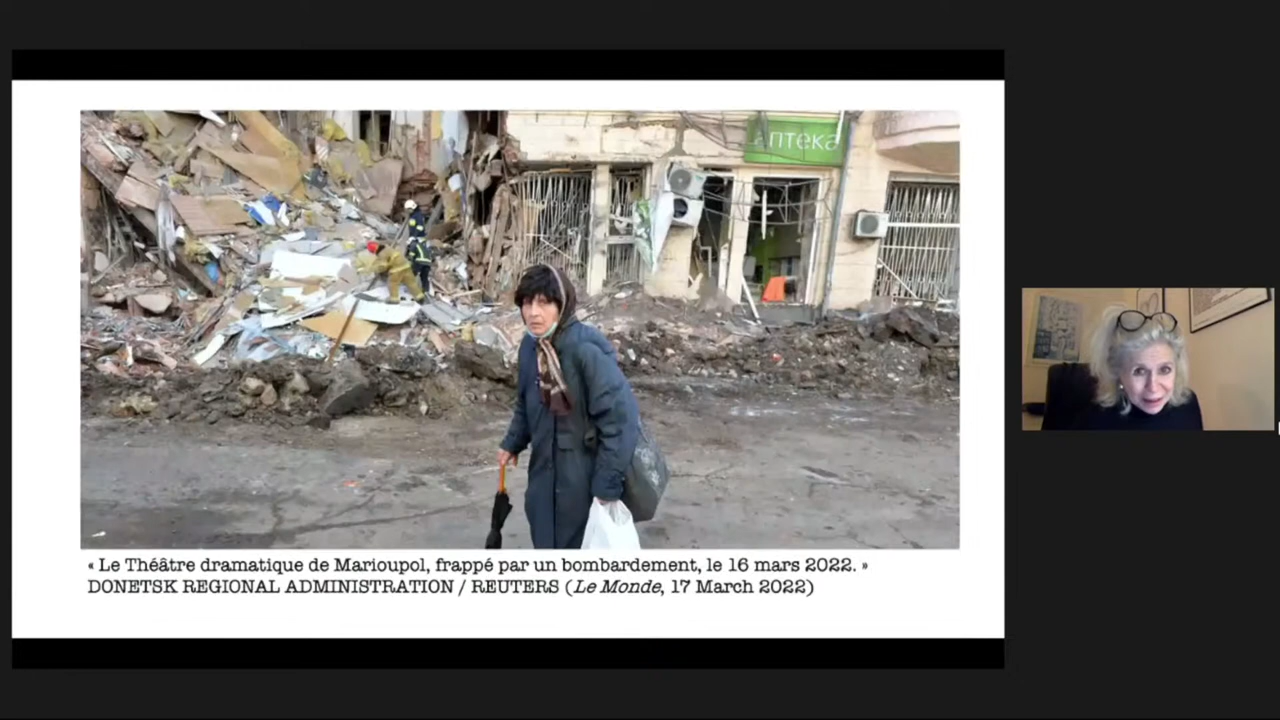 аптека
« Le Théâtre dramatique de Marioupol, frappé par un bombardement, le 16 mars 2022. »
DONETSK REGIONAL ADMINISTRATION / REUTERS (Le Monde, 17 March 2022)